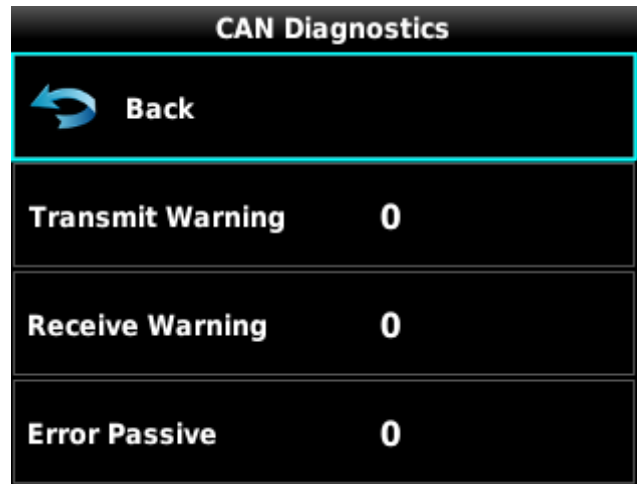 CAN Diagnostics
Back
Transmit Warning 0
Receive Warning 0
Error Passive 0